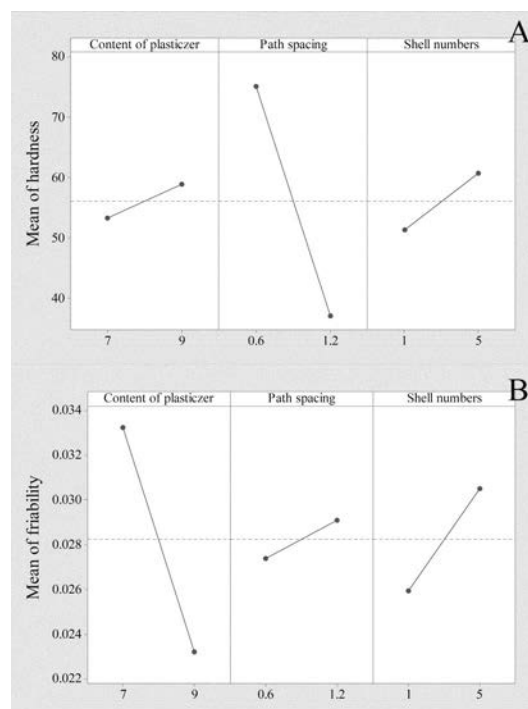 A
Content of plasticzer Path spacing Shell numbers
80
70
60
50
40
Mean of hardness
7 9 0.6 1.2 1 5
B
Content of plasticzer Path spacing Shell numbers
0.034
0.032
0.030
0.028
0.026
0.024
0.022
Mean of friability
7 9 0.6 1.2 1 5